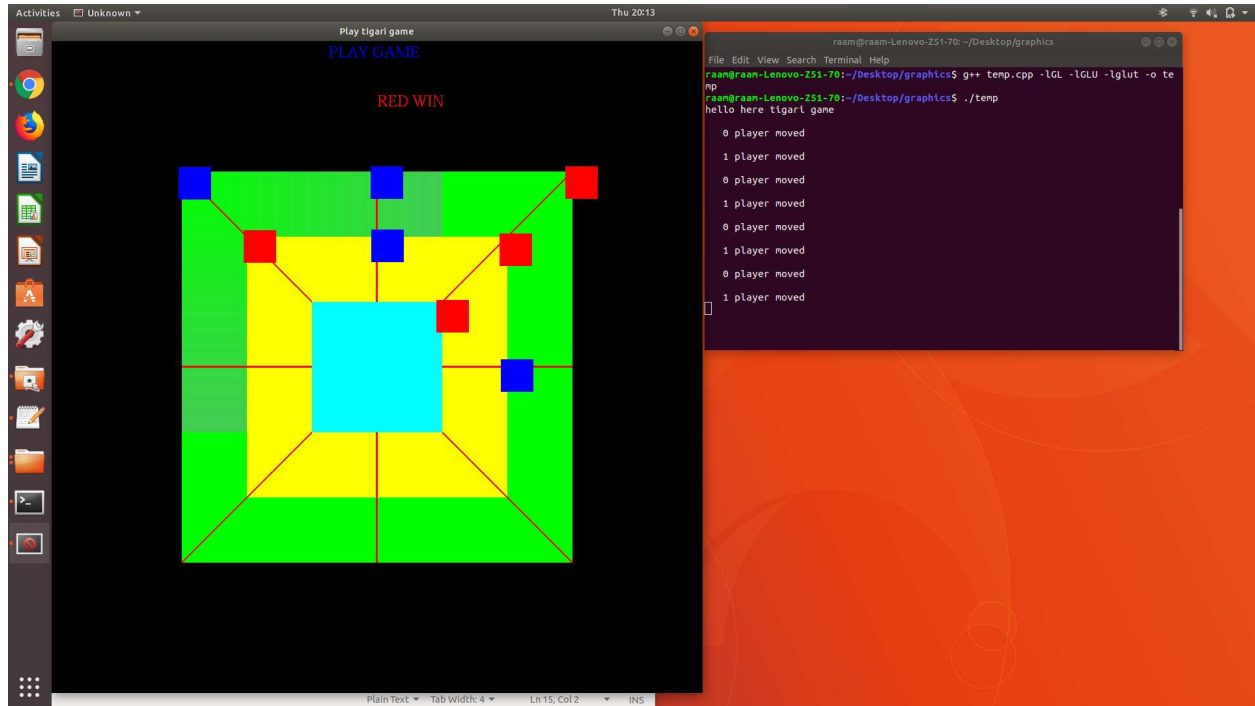 Activities Unknown Thu 20:13
Play tigari game
PLAY GAME
RED WIN
raam@raam-Lenovo-Z51-70: ~/Desktop/graphics
File Edit View Search Terminal Help
raam@raam-Lenovo-Z51-70:~/Desktop/graphics$ g++ temp.cpp -lGL -lGLU -lglut -o te
mp
raam@raam-Lenovo-Z51-70:~/Desktop/graphics$ ./temp
hello here tigari game
0 player moved
1 player moved
0 player moved
1 player moved
0 player moved
1 player moved
0 player moved
1 player moved
Plain Text Tab Width: 4 Ln 15, Col 2 INS